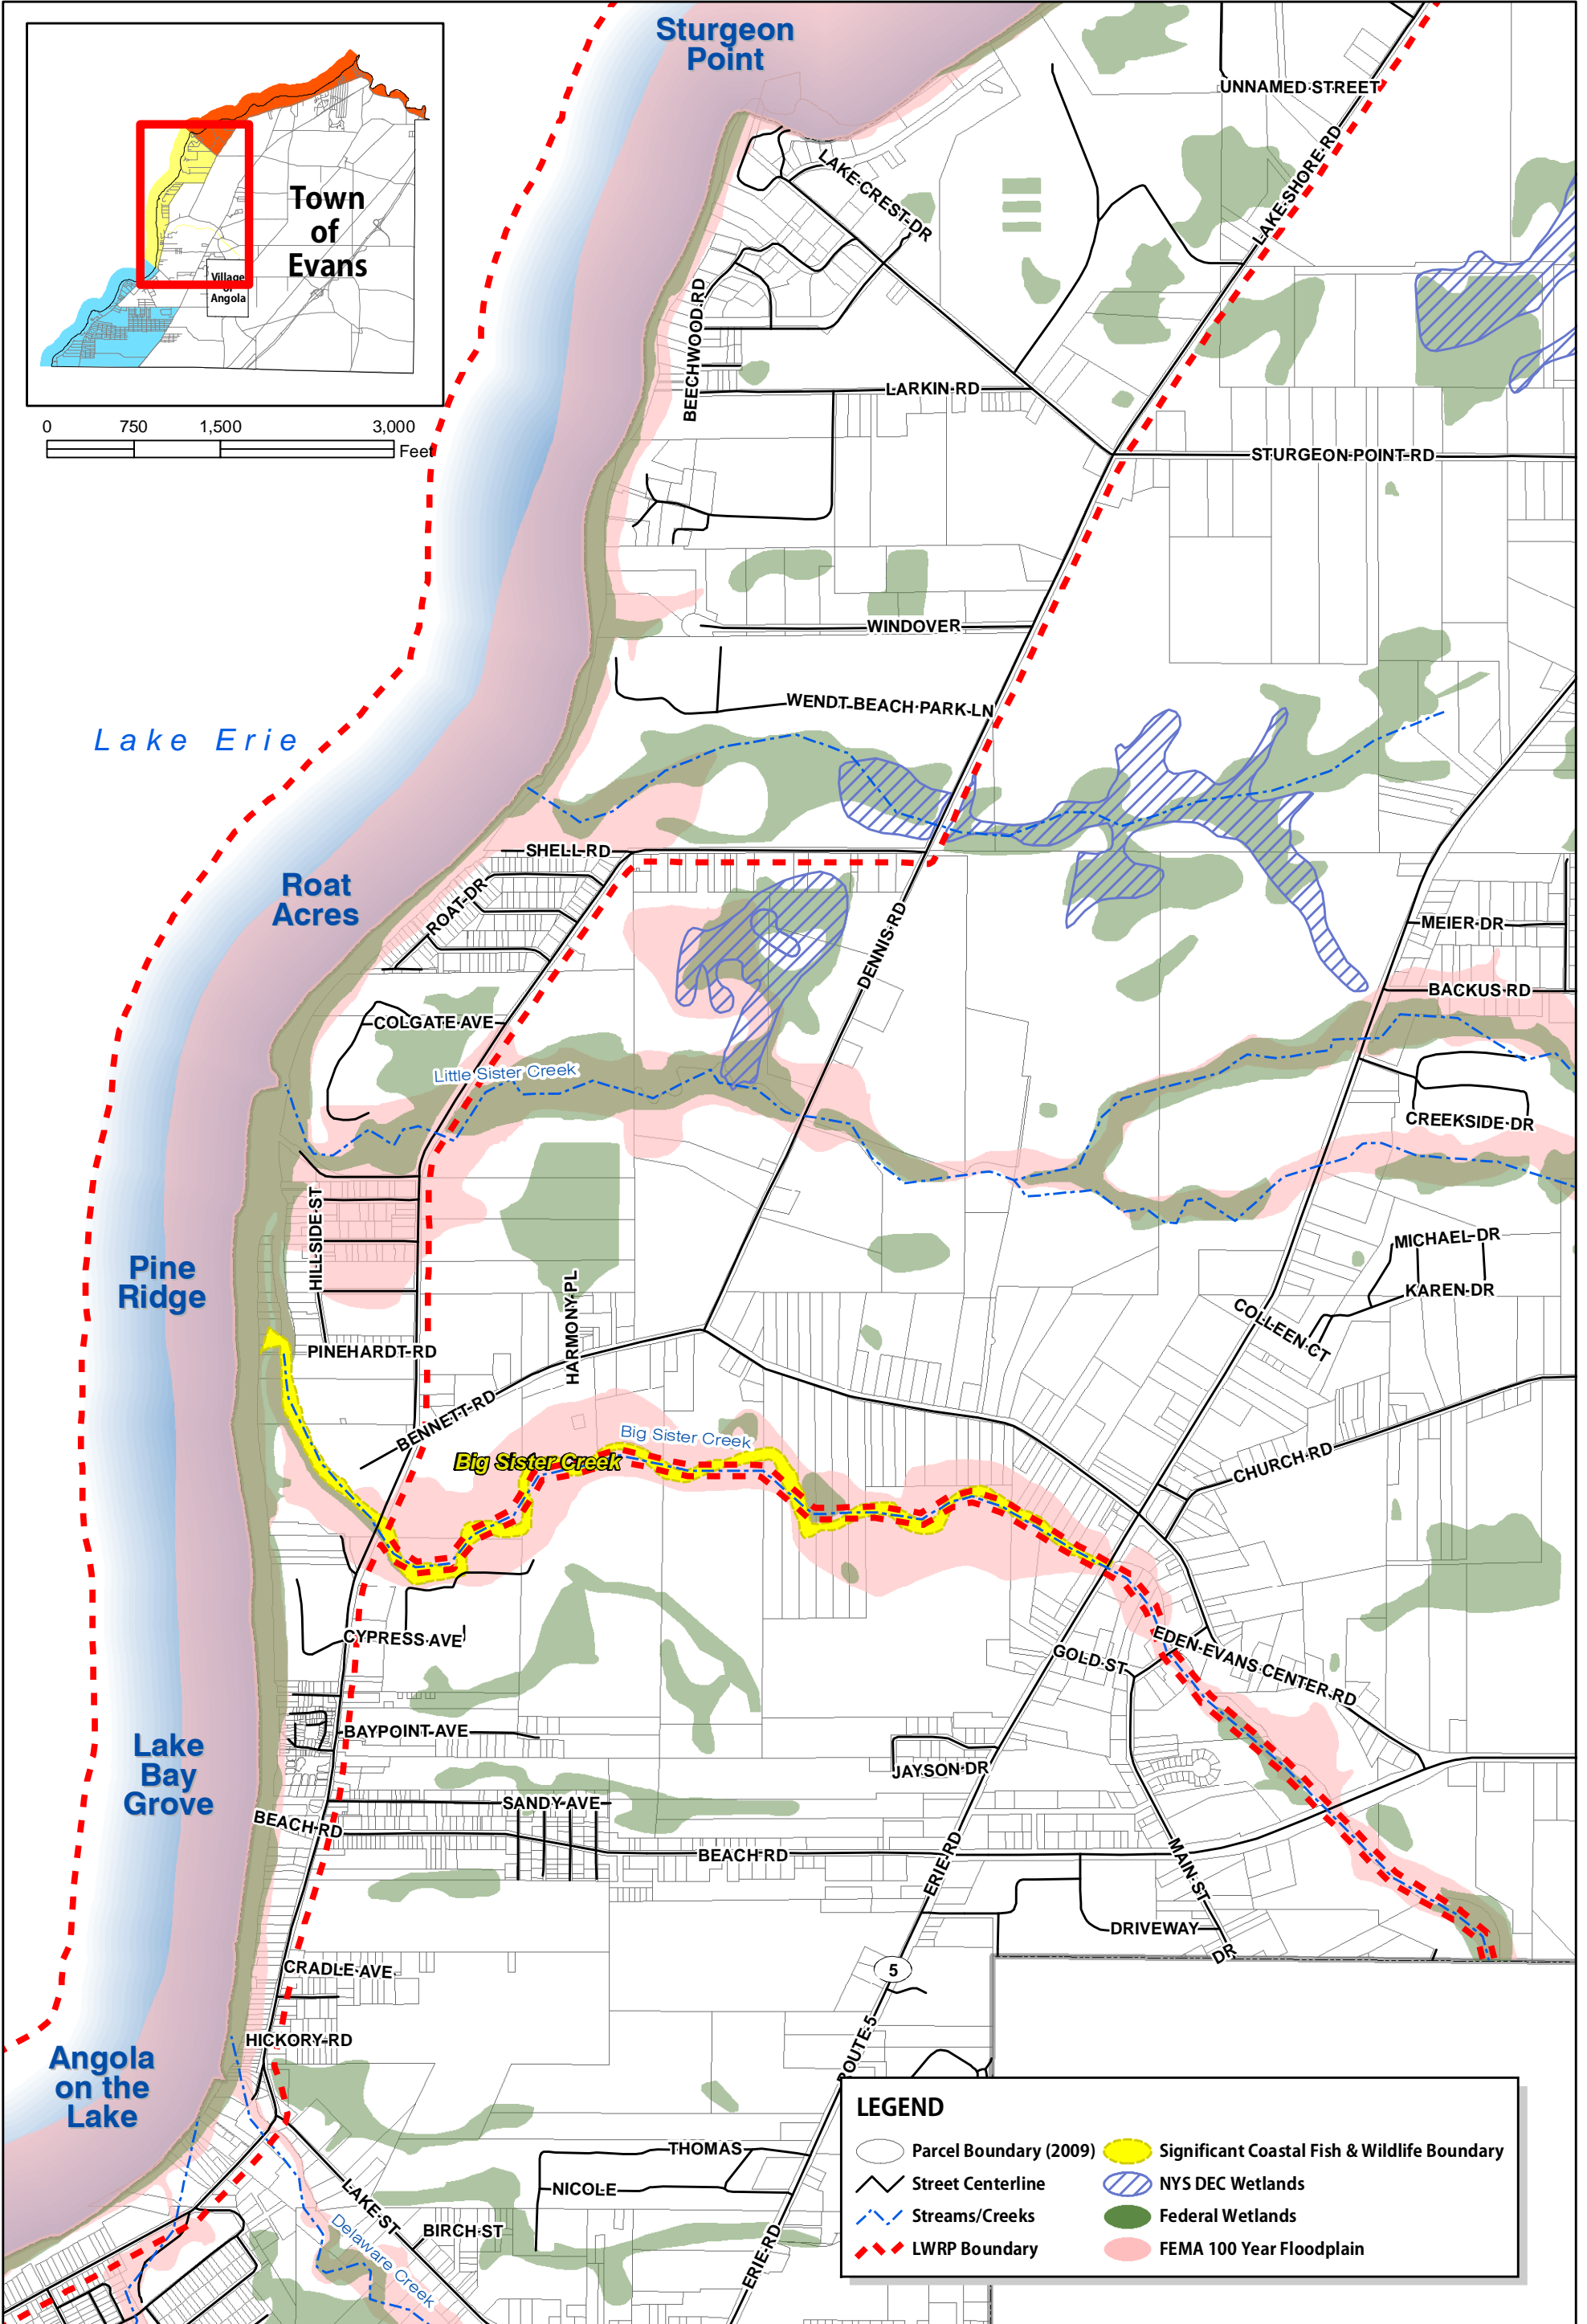 Sturgeon
Point
Town
of
Evans
Village
of
Angola
0 750 1,500 3,000
Feet
UNNAMED STREET
LAKE SHORE RD
LAKE CREST DR
BEECHWOOD RD
LARKIN RD
STURGEON POINT RD
WINDOVER
WENDT BEACH PARK LN
Lake Erie
SHELL RD
Roat
Acres
ROAT DR
DENNIS RD
MEIER DR
BACKUS RD
COLGATE AVE
Little Sister Creek
CREEKSIDE DR
HILLSIDE ST
Pine
Ridge
MICHAEL DR
KAREN DR
COLLEEN CT
HARMONY PL
PINEHARDT RD
BENNETT RD
Big Sister Creek
Big Sister Creek
CHURCH RD
CYPRESS AVE
GOLD ST
EDEN-EVANS CENTER RD
BAYPOINT AVE
Lake
Bay
Grove
JAYSON DR
SANDY AVE
BEACH RD
BEACH RD
ERIE RD
MAIN ST
DRIVEWAY
DR
5
CRADLE AVE
HICKORY RD
ROUTE 5
Angola
on the
Lake
THOMAS
NICOLE
LAKE ST
BIRCH ST
Delaware Creek
ERIE RD
LEGEND
Parcel Boundary (2009)
Street Centerline
Streams/Creeks
LWRP Boundary
Significant Coastal Fish & Wildlife Boundary
NYS DEC Wetlands
Federal Wetlands
FEMA 100 Year Floodplain